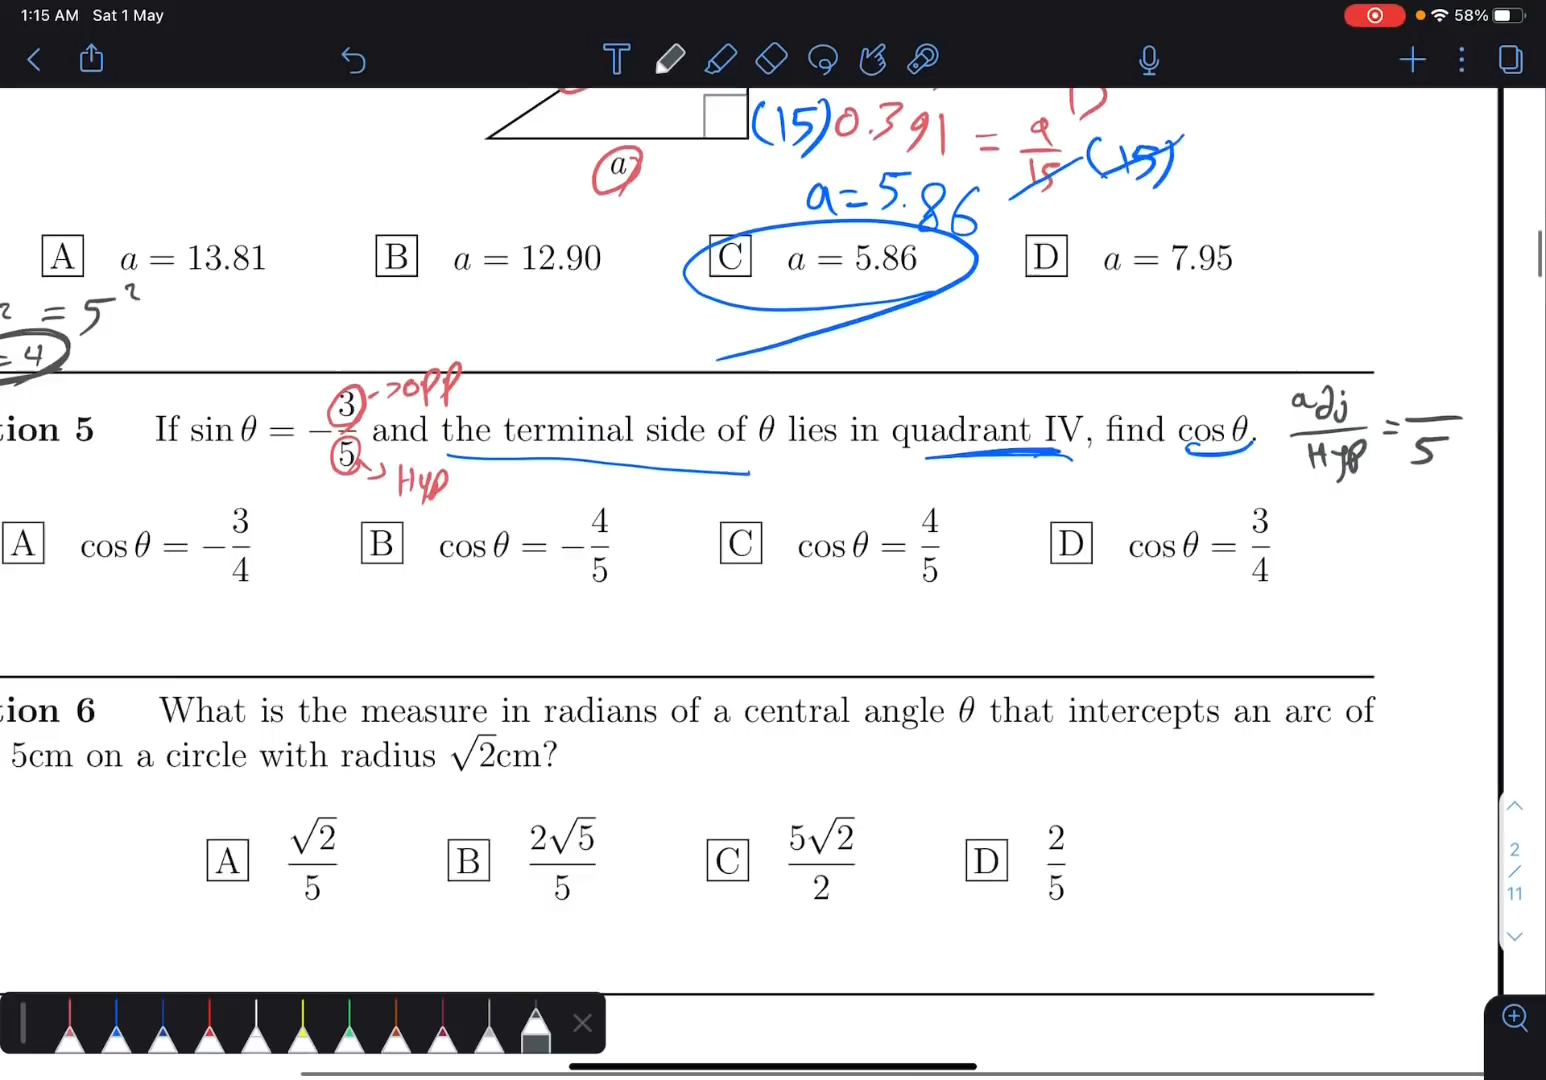 1:15 AM Sat 1 May
58%
T
(15)0.391 = a/15 (15)
a
a = 5.86
A a = 13.81 B a = 12.90 C a = 5.86 D a = 7.95
² = 5²
= 4
->opp
tion 5 If sin θ = −3/5 and the terminal side of θ lies in quadrant IV, find cos θ.
adj/Hyp = /5
Hyp
A cos θ = −3/4 B cos θ = −4/5 C cos θ = 4/5 D cos θ = 3/4
tion 6 What is the measure in radians of a central angle θ that intercepts an arc of
5cm on a circle with radius √2cm?
A √2/5 B 2√5/5 C 5√2/2 D 2/5
2
/
11